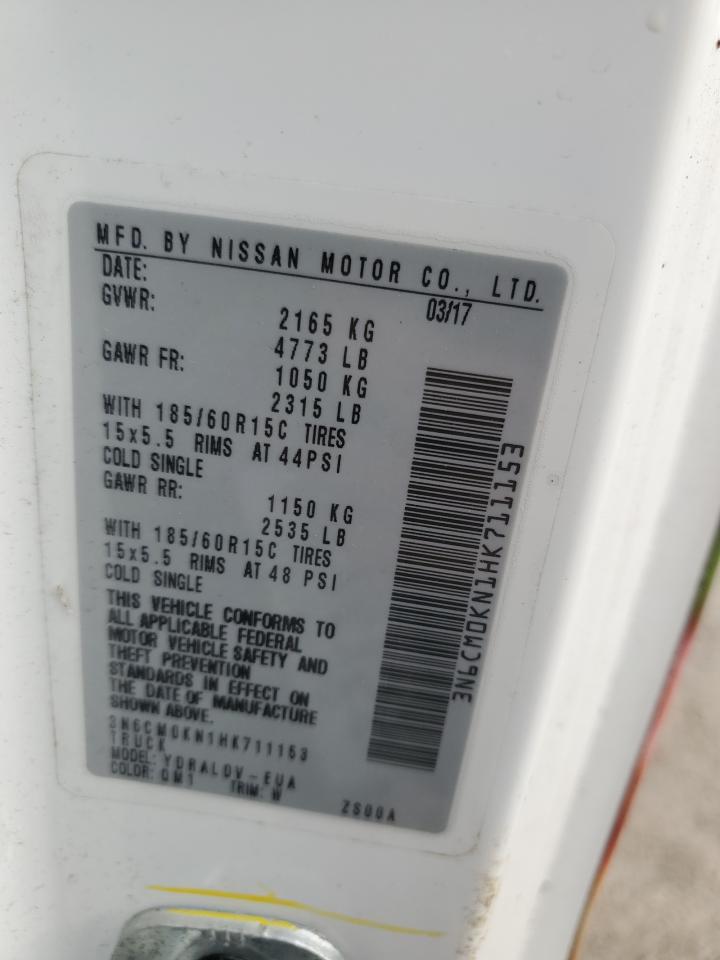 MFD. BY NISSAN MOTOR CO., LTD.
DATE: 03/17
GVWR: 2165 KG
4773 LB
GAWR FR: 1050 KG
2315 LB
WITH 185/60R15C TIRES
15x5.5 RIMS AT 44PSI
COLD SINGLE
GAWR RR: 1150 KG
2535 LB
WITH 185/60R15C TIRES
15x5.5 RIMS AT 48 PSI
COLD SINGLE
THIS VEHICLE CONFORMS TO
ALL APPLICABLE FEDERAL
MOTOR VEHICLE SAFETY AND
THEFT PREVENTION
STANDARDS IN EFFECT ON
THE DATE OF MANUFACTURE
SHOWN ABOVE.
3N6CM0KN1HK711153
TRUCK
MODEL: YDRALDV-EUA
COLOR: QM1 TRIM: W
ZS00A
3N6CM0KN1HK711153